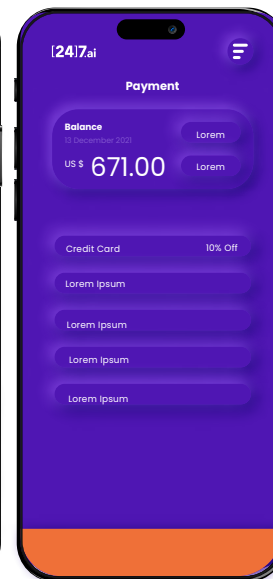 [24]7.ai
Payment
Balance
Lorem
13 December 2021
US $ 671.00
Lorem
Credit Card 10% Off
Lorem Ipsum
Lorem Ipsum
Lorem Ipsum
Lorem Ipsum